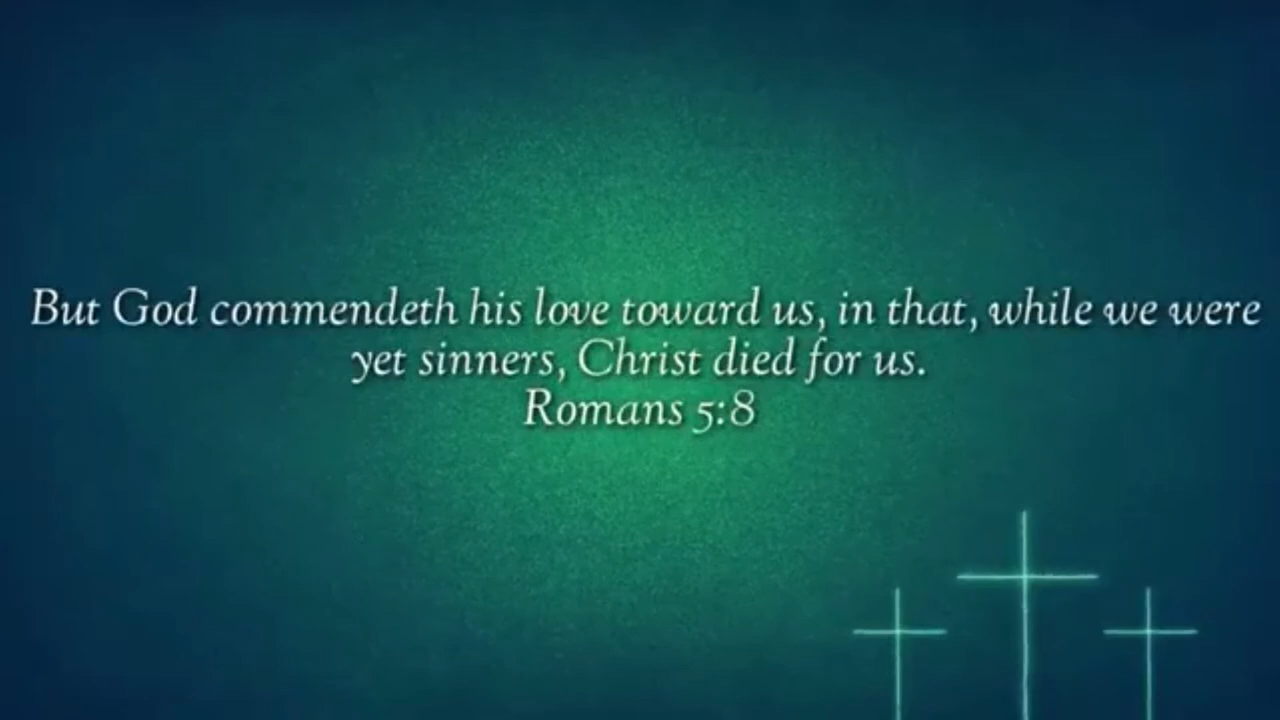 But God commendeth his love toward us, in that, while we were
yet sinners, Christ died for us.
Romans 5:8